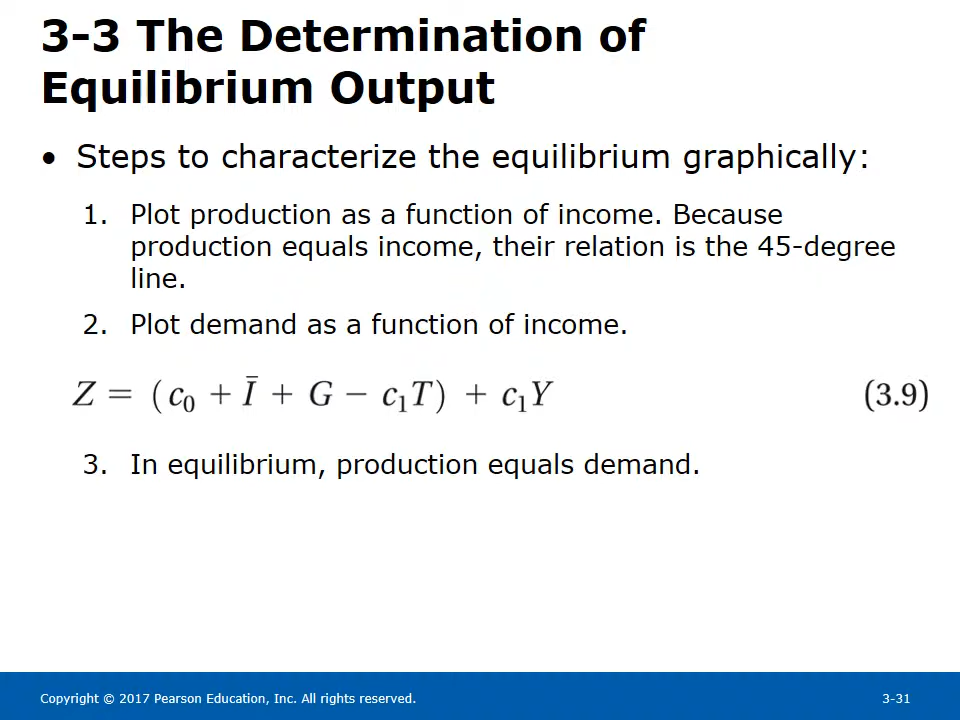 3-3 The Determination of
Equilibrium Output
• Steps to characterize the equilibrium graphically:
1. Plot production as a function of income. Because
production equals income, their relation is the 45-degree
line.
2. Plot demand as a function of income.
Z = (c₀ + Ī + G − c₁T) + c₁Y (3.9)
3. In equilibrium, production equals demand.
Copyright © 2017 Pearson Education, Inc. All rights reserved. 3-31